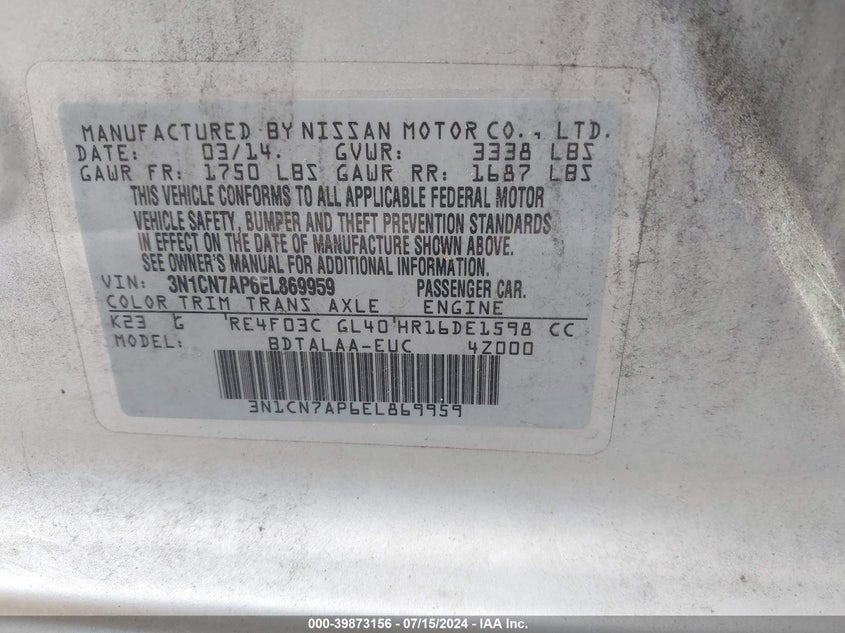 MANUFACTURED BY NISSAN MOTOR CO., LTD.
DATE: 03/14. GVWR: 3338 LBS
GAWR FR: 1750 LBS GAWR RR: 1687 LBS
THIS VEHICLE CONFORMS TO ALL APPLICABLE FEDERAL MOTOR
VEHICLE SAFETY, BUMPER AND THEFT PREVENTION STANDARDS
IN EFFECT ON THE DATE OF MANUFACTURE SHOWN ABOVE.
SEE OWNER'S MANUAL FOR ADDITIONAL INFORMATION.
VIN: 3N1CN7AP6EL869959 PASSENGER CAR.
COLOR TRIM TRANS AXLE ENGINE
K23 G RE4F03C GL40 HR16DE1598 CC
MODEL: BDTALAA-EUC 4Z000
3N1CN7AP6EL869959
000-39873156 - 07/15/2024 - IAA Inc.